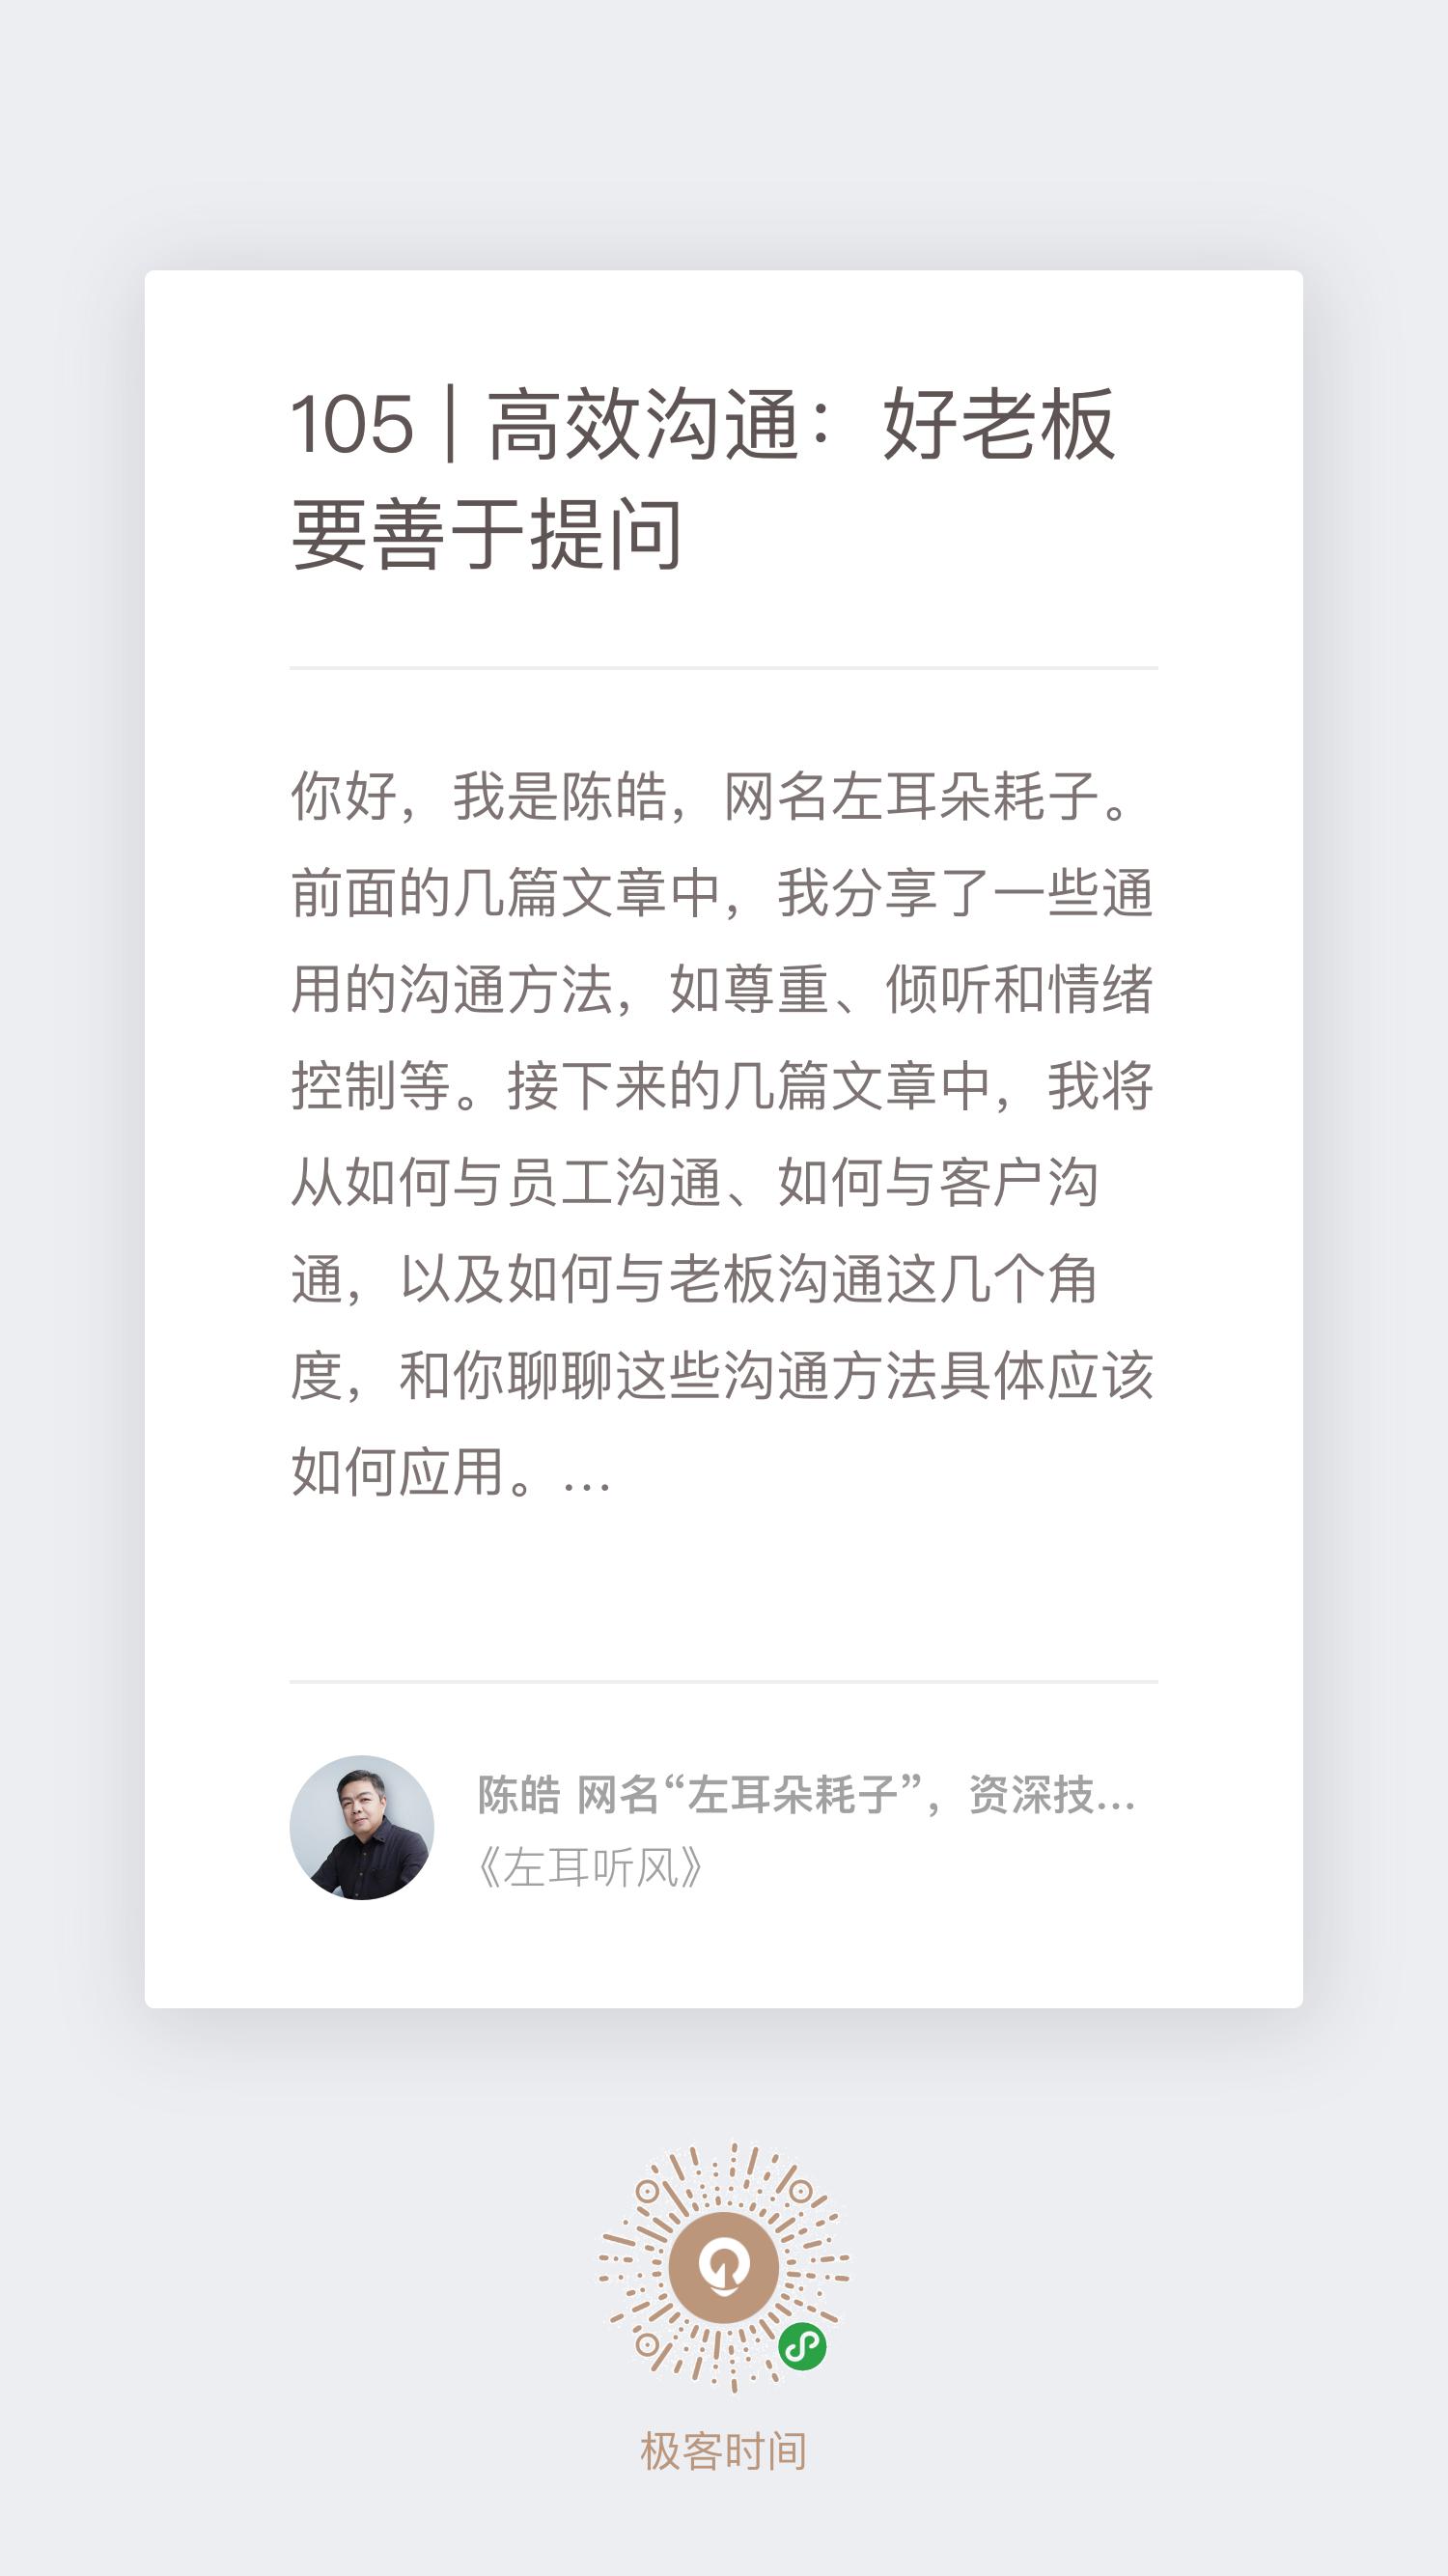 105 | 高效沟通：好老板
要善于提问
你好，我是陈皓，网名左耳朵耗子。
前面的几篇文章中，我分享了一些通
用的沟通方法，如尊重、倾听和情绪
控制等。接下来的几篇文章中，我将
从如何与员工沟通、如何与客户沟
通，以及如何与老板沟通这几个角
度，和你聊聊这些沟通方法具体应该
如何应用。...
陈皓 网名“左耳朵耗子”，资深技...
《左耳听风》
极客时间